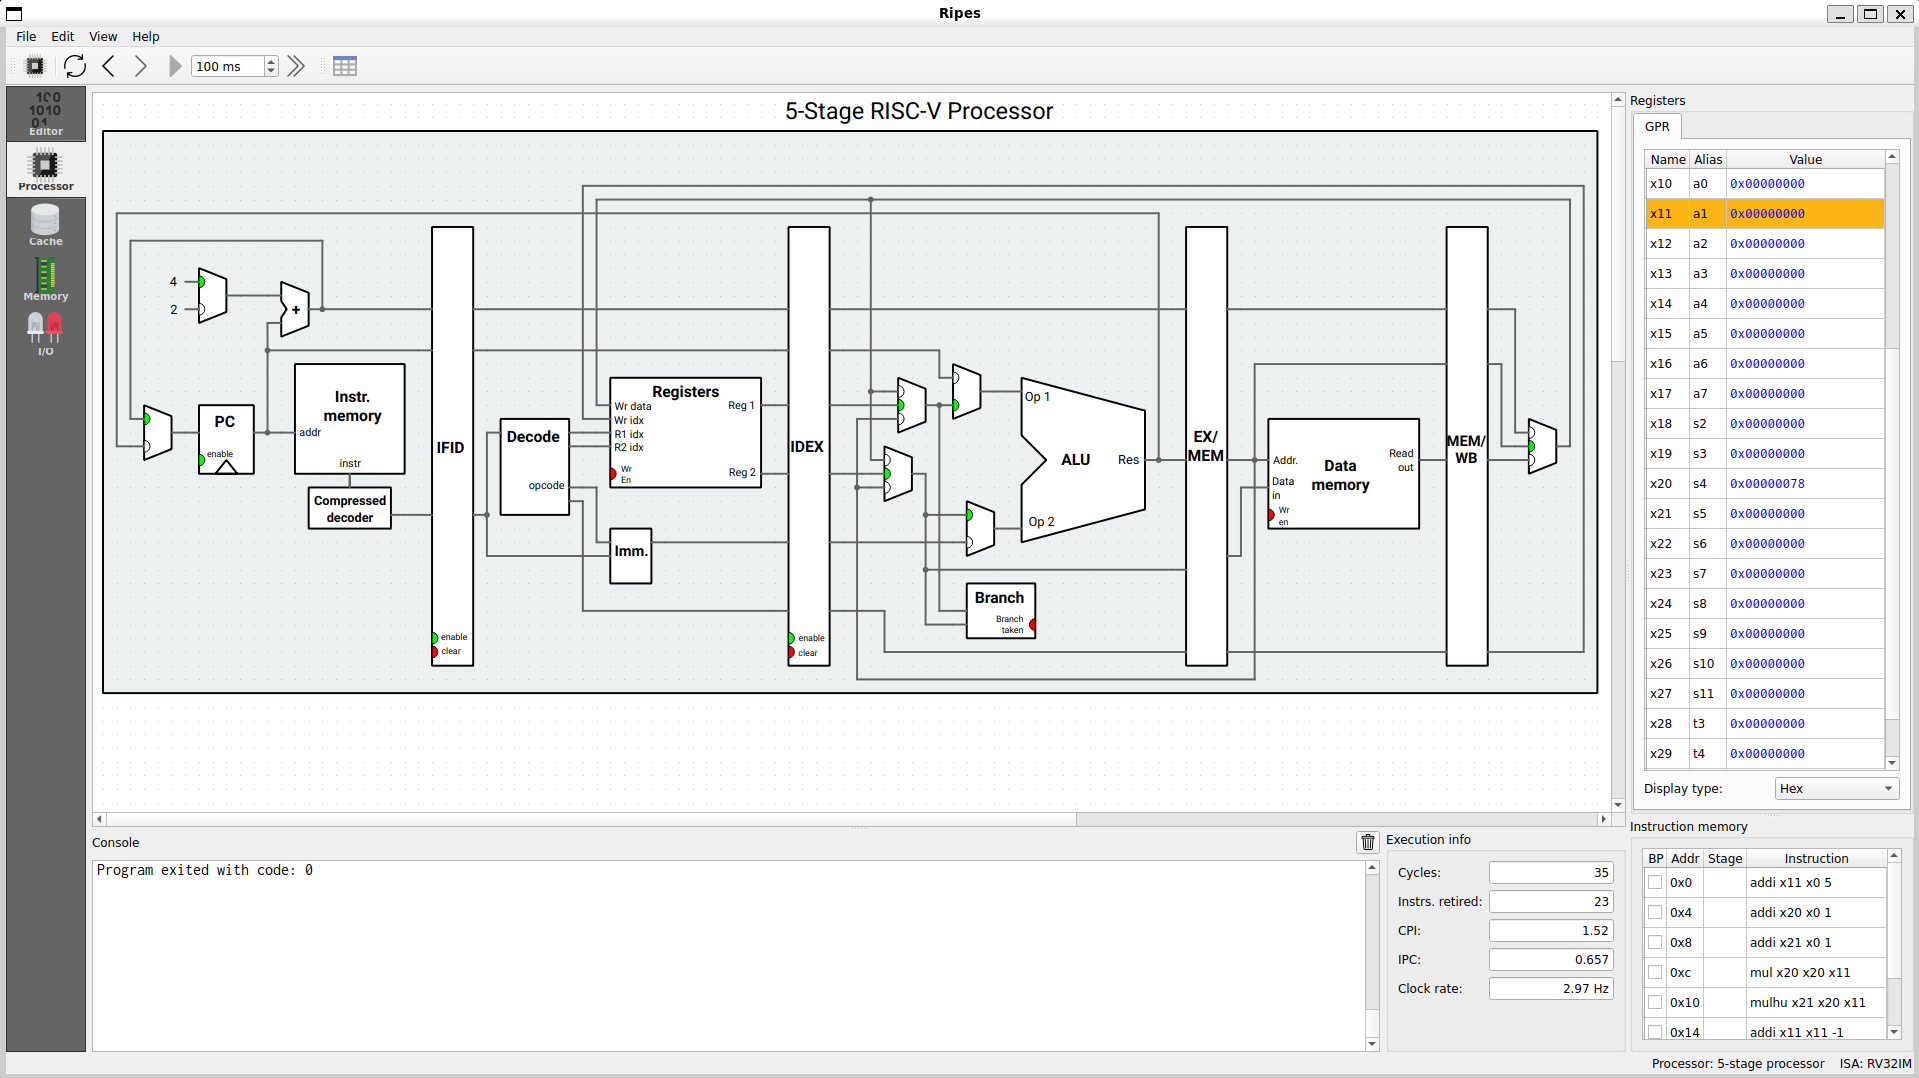 Ripes
File Edit View Help
100 ms
Editor
Processor
Cache
Memory
I/O
5-Stage RISC-V Processor
4
2
+
PC
enable
Instr.
memory
addr
instr
Compressed
decoder
IFID
enable
clear
Decode
opcode
Registers
Wr data
Wr idx
R1 idx
R2 idx
Wr
En
Reg 1
Reg 2
Imm.
IDEX
enable
clear
Op 1
ALU
Res
Op 2
Branch
Branch
taken
EX/
MEM
Addr.
Data
in
Wr
en
Data
memory
Read
out
MEM/
WB
Registers
GPR
Name Alias Value
x10 a0 0x00000000
x11 a1 0x00000000
x12 a2 0x00000000
x13 a3 0x00000000
x14 a4 0x00000000
x15 a5 0x00000000
x16 a6 0x00000000
x17 a7 0x00000000
x18 s2 0x00000000
x19 s3 0x00000000
x20 s4 0x00000078
x21 s5 0x00000000
x22 s6 0x00000000
x23 s7 0x00000000
x24 s8 0x00000000
x25 s9 0x00000000
x26 s10 0x00000000
x27 s11 0x00000000
x28 t3 0x00000000
x29 t4 0x00000000
Display type: Hex
Console
Program exited with code: 0
Execution info
Cycles: 35
Instrs. retired: 23
CPI: 1.52
IPC: 0.657
Clock rate: 2.97 Hz
Instruction memory
BP Addr Stage Instruction
0x0 addi x11 x0 5
0x4 addi x20 x0 1
0x8 addi x21 x0 1
0xc mul x20 x20 x11
0x10 mulhu x21 x20 x11
0x14 addi x11 x11 -1
Processor: 5-stage processor ISA: RV32IM